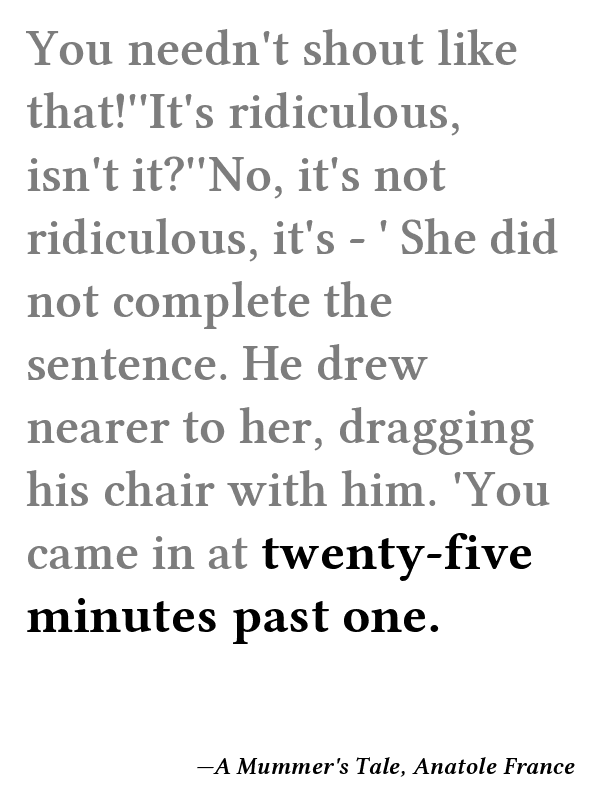 You needn't shout like
that!''It's ridiculous,
isn't it?''No, it's not
ridiculous, it's - ' She did
not complete the
sentence. He drew
nearer to her, dragging
his chair with him. 'You
came in at twenty-five
minutes past one.
—A Mummer's Tale, Anatole France